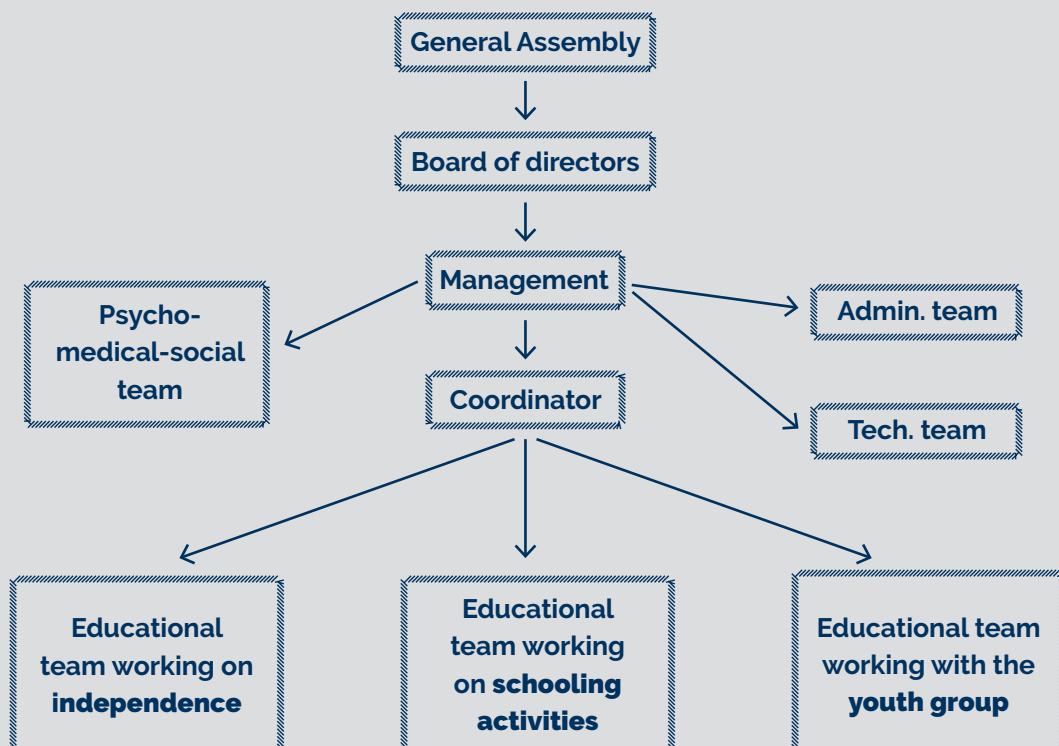 General Assembly
Board of directors
Management
Psycho-
medical-social
team
Admin. team
Coordinator
Tech. team
Educational
team working on
independence
Educational
team working
on schooling
activities
Educational team
working with the
youth group